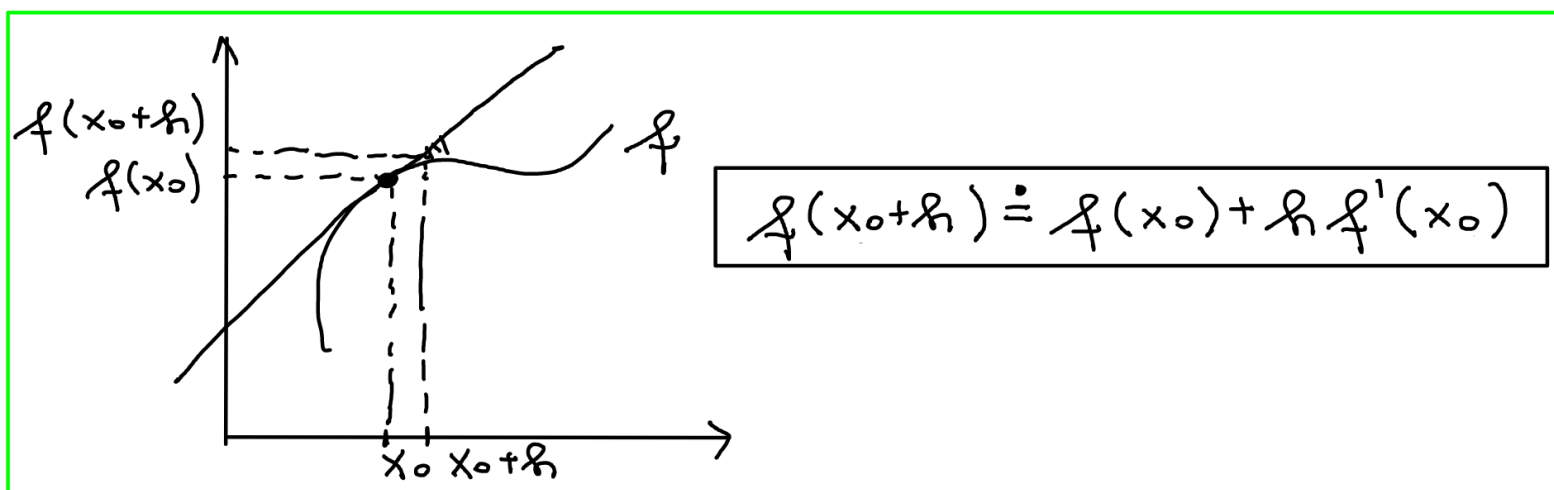 f(x₀+h)
f(x₀)
f
x₀ x₀+h
f(x₀+h) ≐ f(x₀)+h f'(x₀)